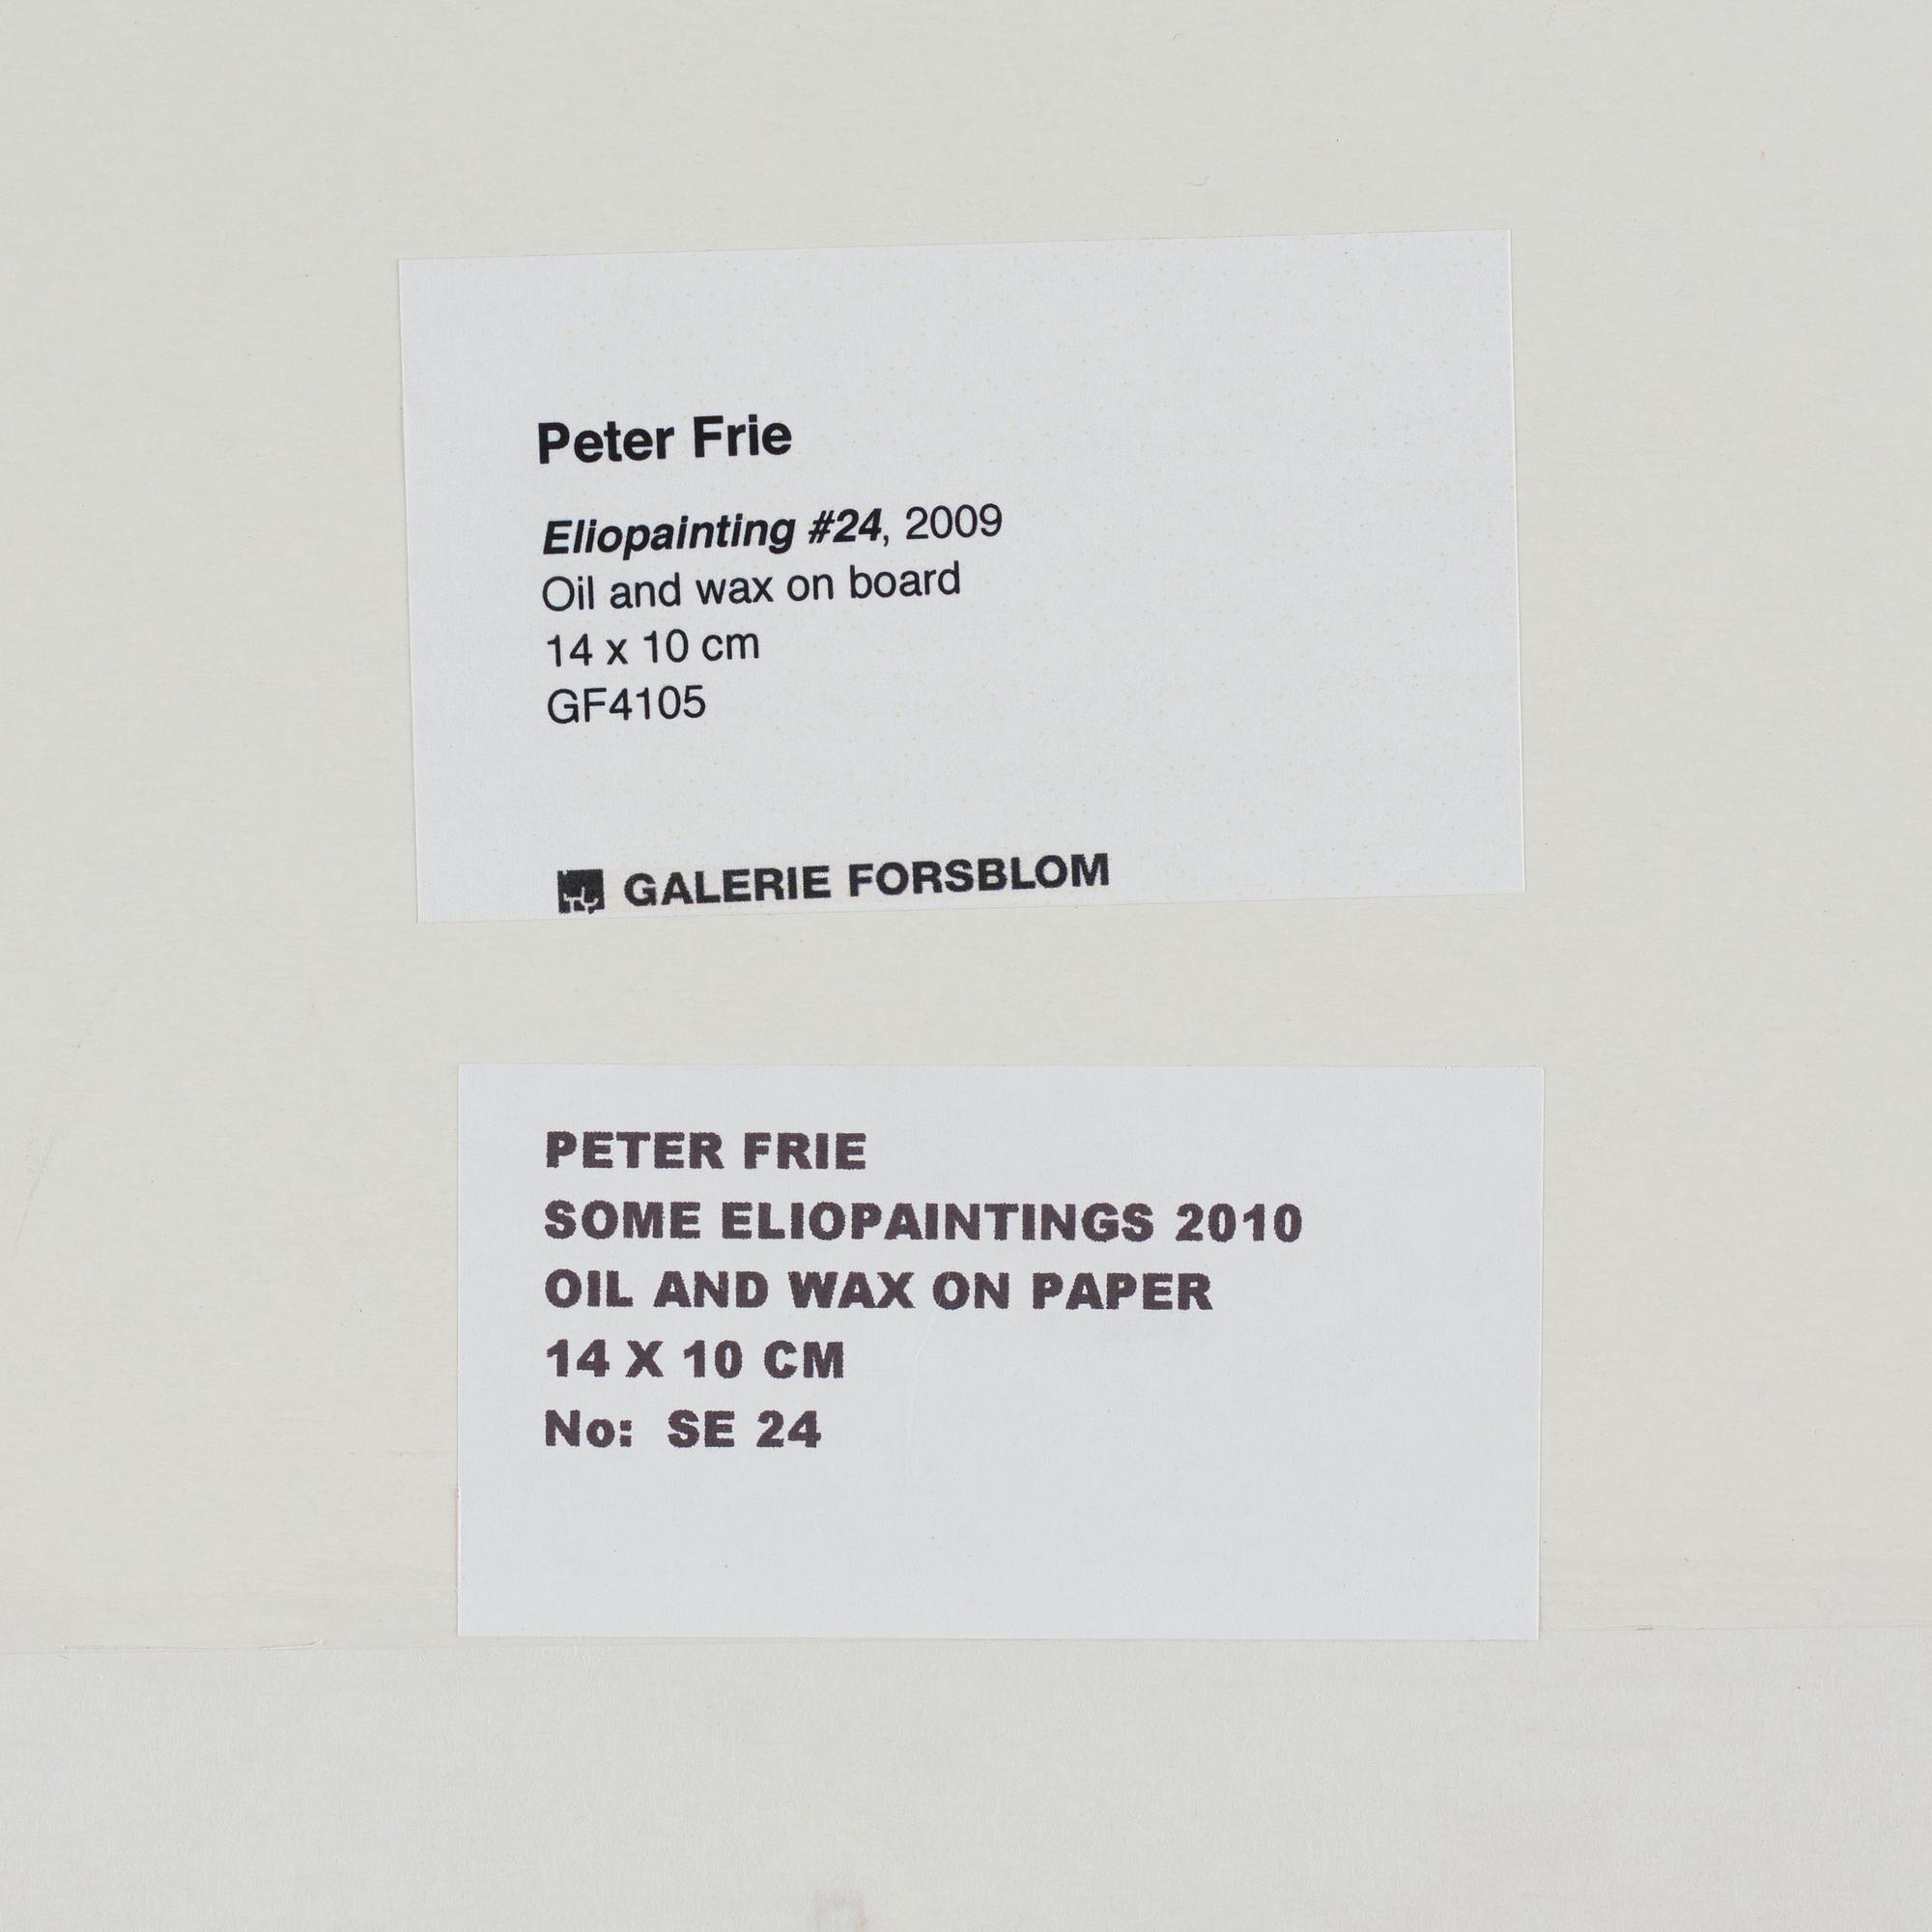 Peter Frie
Eliopainting #24, 2009
Oil and wax on board
14 x 10 cm
GF4105
GALERIE FORSBLOM
PETER FRIE
SOME ELIOPAINTINGS 2010
OIL AND WAX ON PAPER
14 X 10 CM
No: SE 24